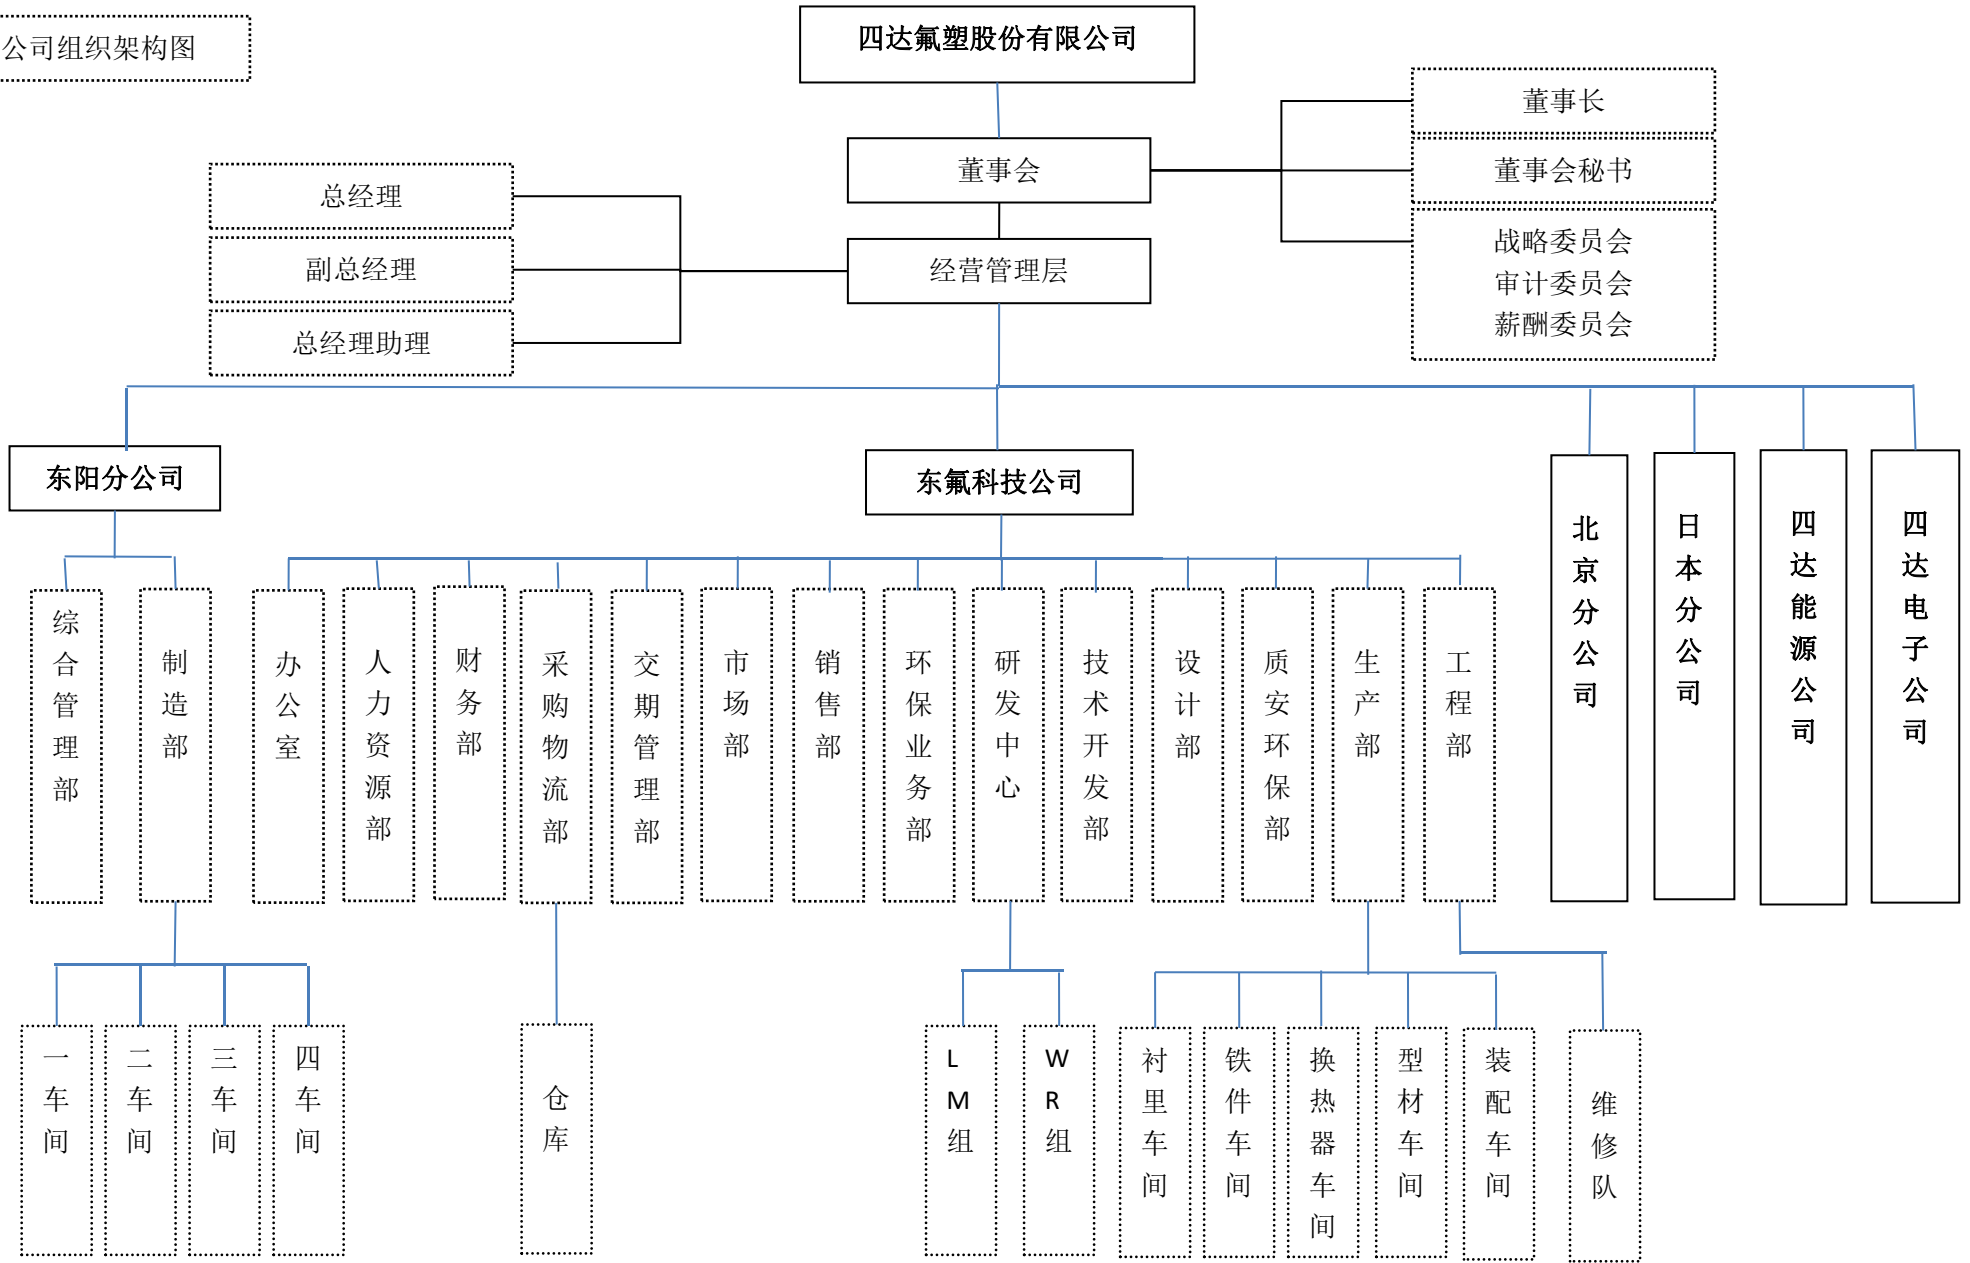 公司组织架构图
四达氟塑股份有限公司
董事长
董事会
董事会秘书
总经理
战略委员会
审计委员会
薪酬委员会
副总经理
经营管理层
总经理助理
东阳分公司
东氟科技公司
北京分公司
日本分公司
四达能源公司
四达电子公司
综合管理部
制造部
办公室
人力资源部
财务部
采购物流部
交期管理部
市场部
销售部
环保业务部
研发中心
技术开发部
设计部
质安环保部
生产部
工程部
一车间
二车间
三车间
四车间
仓库
LM组
WR组
衬里车间
铁件车间
换热器车间
型材车间
装配车间
维修队